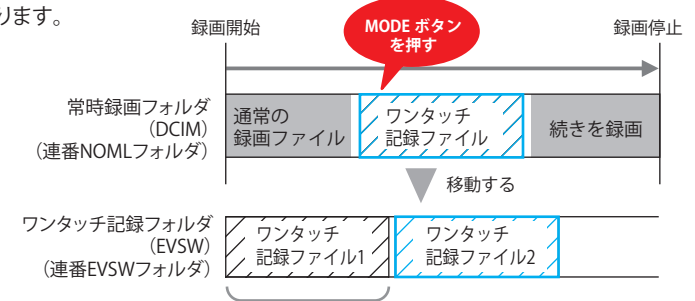 ります。
録画開始
MODE ボタン
を押す
録画停止
常時録画フォルダ
(DCIM)
(連番NOMLフォルダ)
通常の
録画ファイル
ワンタッチ
記録ファイル
続きを録画
移動する
ワンタッチ記録フォルダ
(EVSW)
(連番EVSWフォルダ)
ワンタッチ
記録ファイル1
ワンタッチ
記録ファイル2